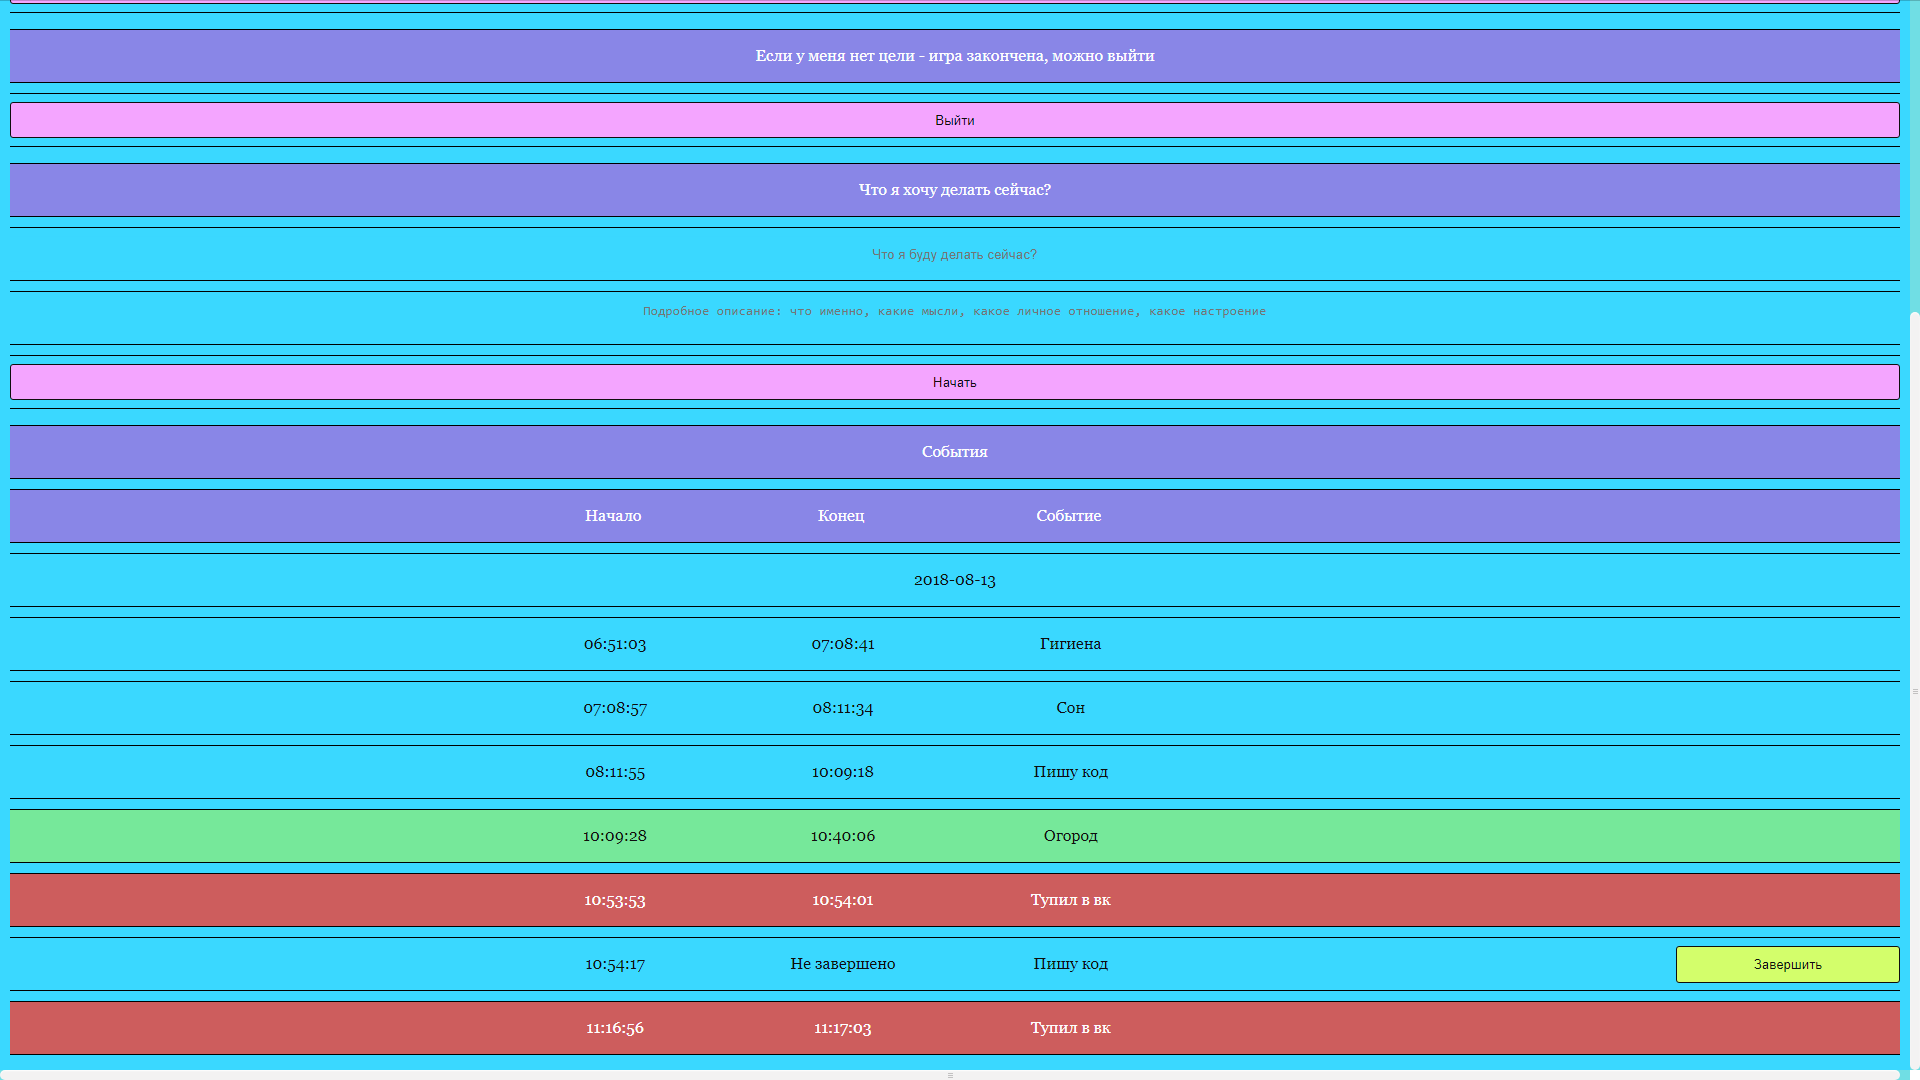 Если у меня нет цели - игра закончена, можно выйти
Выйти
Что я хочу делать сейчас?
Что я буду делать сейчас?
Подробное описание: что именно, какие мысли, какое личное отношение, какое настроение
Начать
События
Начало Конец Событие
2018-08-13
06:51:03 07:08:41 Гигиена
07:08:57 08:11:34 Сон
08:11:55 10:09:18 Пишу код
10:09:28 10:40:06 Огород
10:53:53 10:54:01 Тупил в вк
10:54:17 Не завершено Пишу код Завершить
11:16:56 11:17:03 Тупил в вк